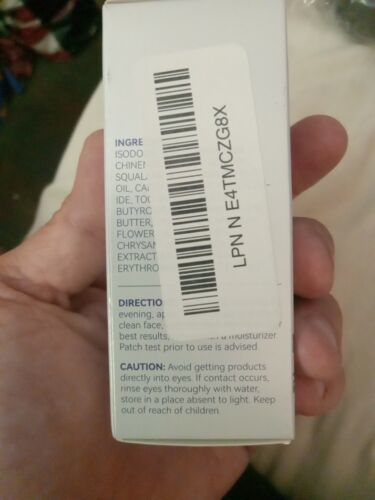 INGRE
ISODO
CHINEN
SQUAL
OIL, CA
IDE, TOC
BUTYRO
BUTTER,
FLOWER
CHRYSAN
EXTRACT
ERYTHRO
LPN N E4TMCZG8X
DIRECTIO
evening, ap
clean face,
best results, a moisturizer.
Patch test prior to use is advised.
CAUTION: Avoid getting products
directly into eyes. If contact occurs,
rinse eyes thoroughly with water,
store in a place absent to light. Keep
out of reach of children.